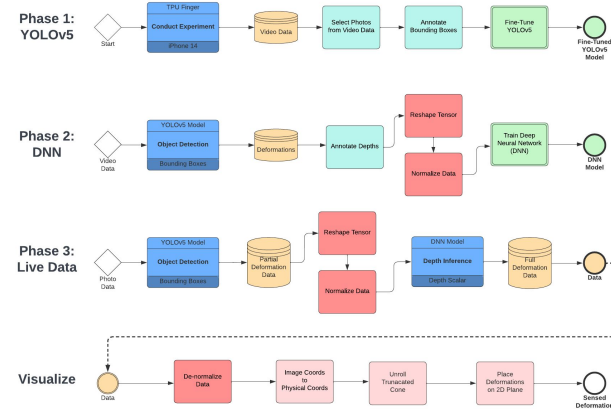 Phase 1:
YOLOv5
Start
TPU Finger
Conduct Experiment
iPhone 14
Video Data
Select Photos
from Video Data
Annotate
Bounding Boxes
Fine-Tune
YOLOv5
Fine-Tuned
YOLOv5
Model
Phase 2:
DNN
Video
Data
YOLOv5 Model
Object Detection
Bounding Boxes
Deformations
Annotate Depths
Reshape Tensor
Normalize Data
Train Deep
Neural Network
(DNN)
DNN
Model
Phase 3:
Live Data
Photo
Data
YOLOv5 Model
Object Detection
Bounding Boxes
Partial
Deformation
Data
Reshape Tensor
Normalize Data
DNN Model
Depth Inference
Depth Scalar
Full
Deformation
Data
Data
Visualize
Data
De-normalize
Data
Image Coords
to
Physical Coords
Unroll
Trunacated
Cone
Place
Deformations
on 2D Plane
Sensed
Deformation